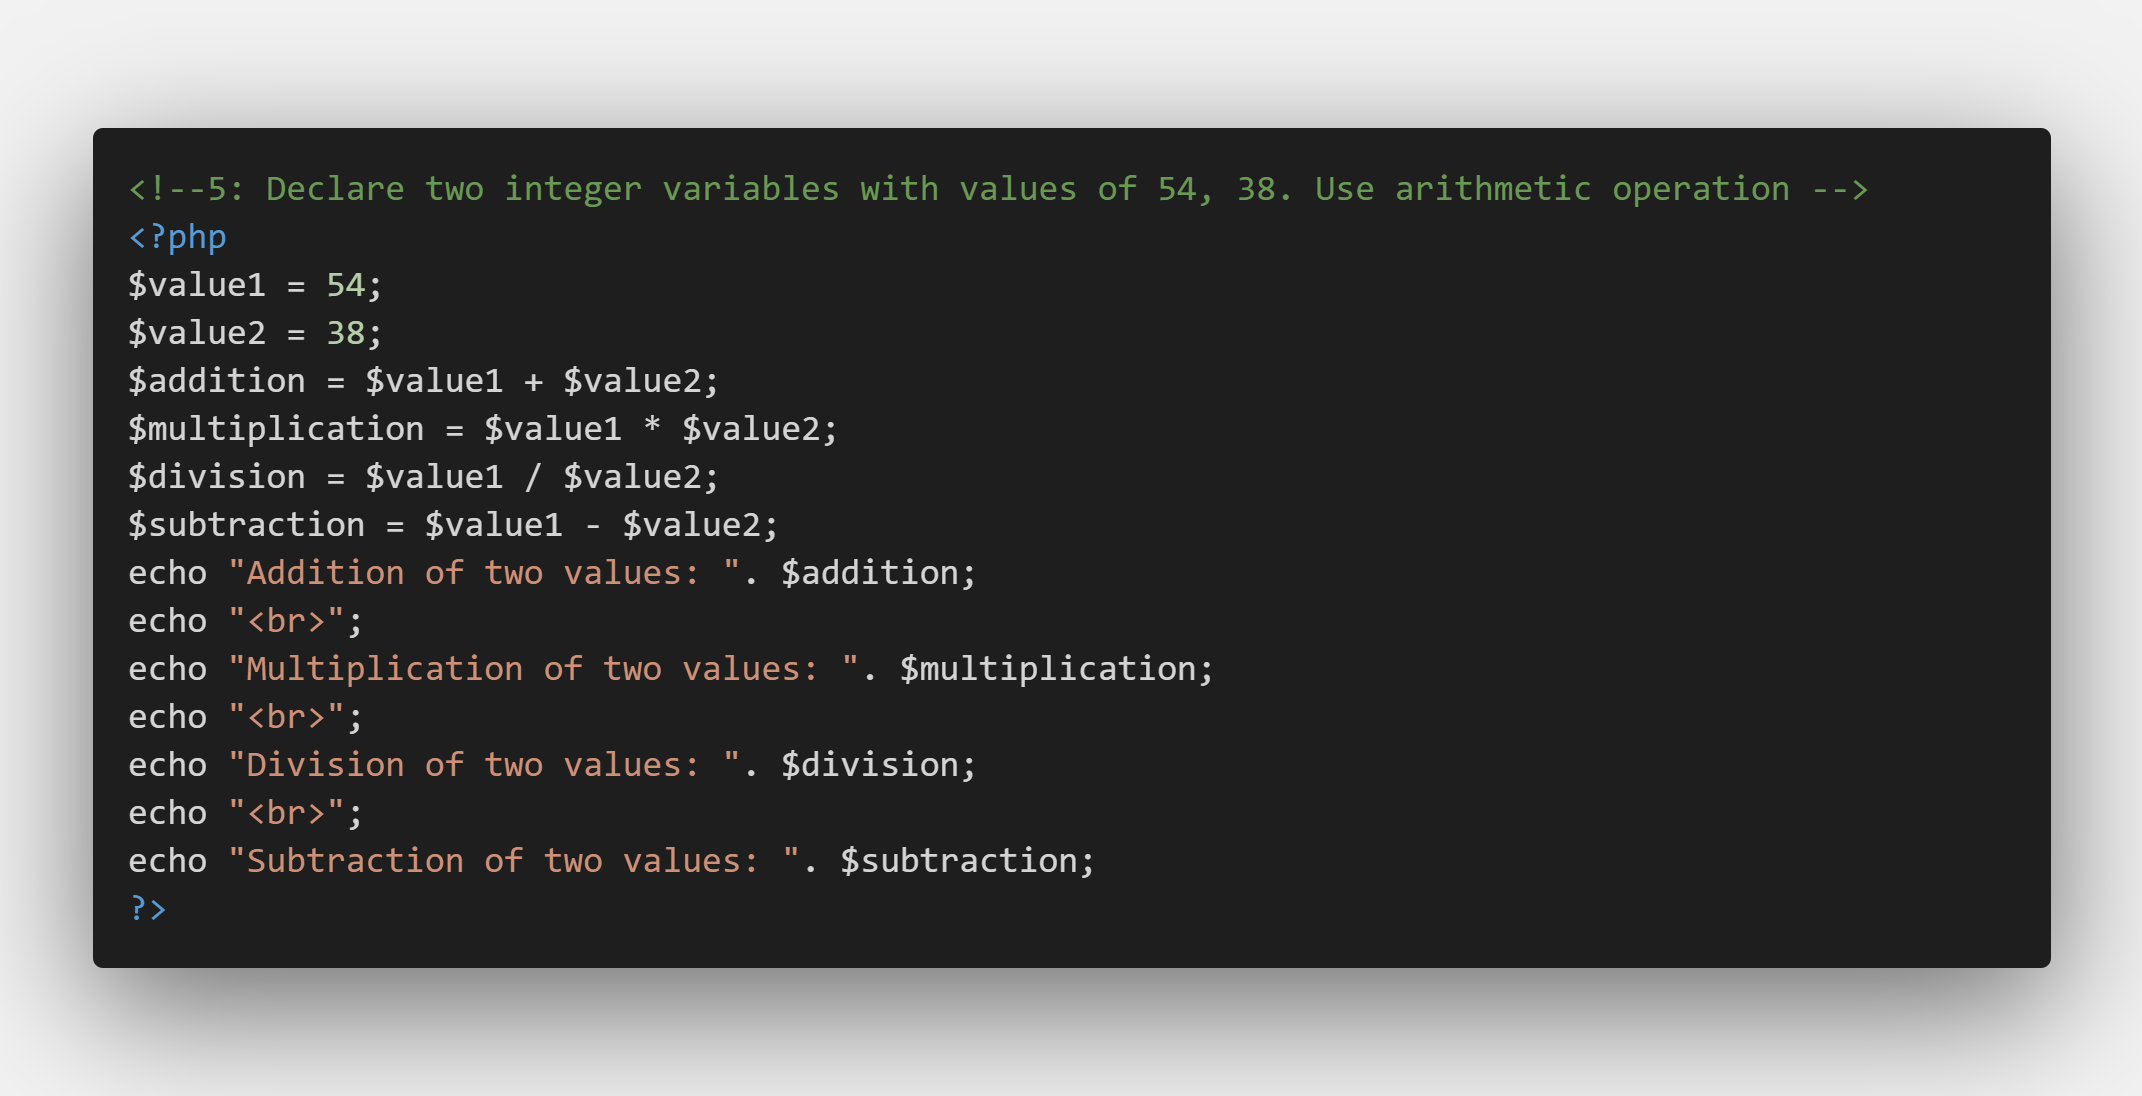 <!--5: Declare two integer variables with values of 54, 38. Use arithmetic operation -->
<?php
$value1 = 54;
$value2 = 38;
$addition = $value1 + $value2;
$multiplication = $value1 * $value2;
$division = $value1 / $value2;
$subtraction = $value1 - $value2;
echo "Addition of two values: ". $addition;
echo "<br>";
echo "Multiplication of two values: ". $multiplication;
echo "<br>";
echo "Division of two values: ". $division;
echo "<br>";
echo "Subtraction of two values: ". $subtraction;
?>